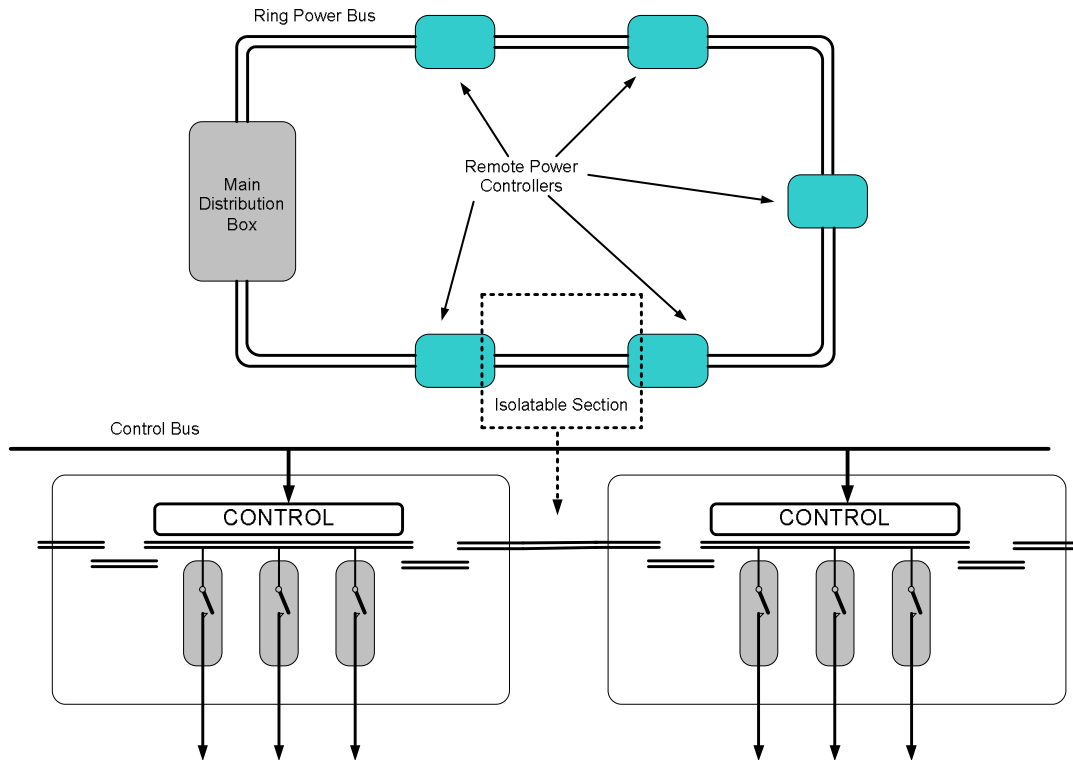 Ring Power Bus
Remote Power
Controllers
Main
Distribution
Box
Isolatable Section
Control Bus
CONTROL
CONTROL